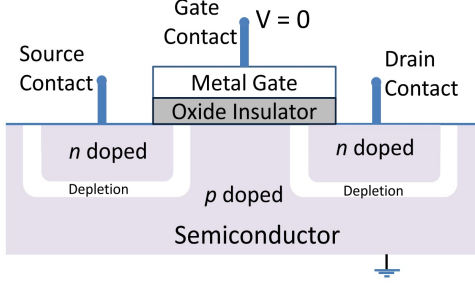 Gate
Contact
V = 0
Source
Contact
Drain
Contact
Metal Gate
Oxide Insulator
n doped
n doped
Depletion
p doped
Depletion
Semiconductor